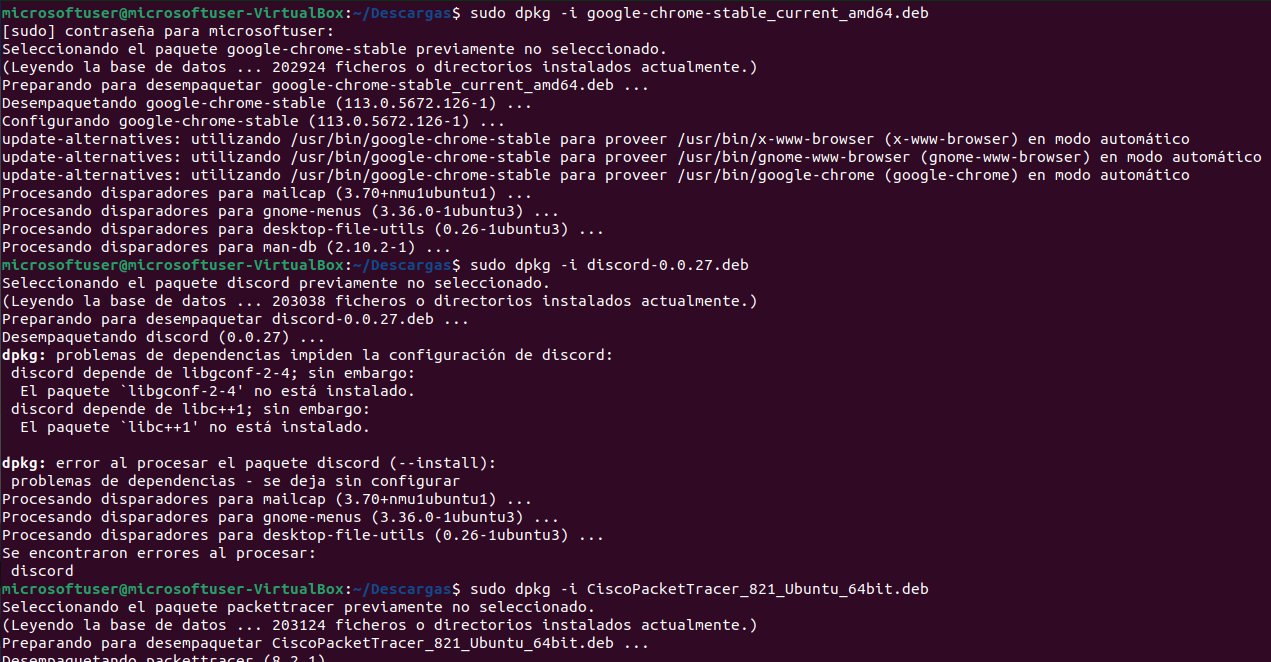 microsoftuser@microsoftuser-VirtualBox:~/Descargas$ sudo dpkg -i google-chrome-stable_current_amd64.deb
[sudo] contraseña para microsoftuser:
Seleccionando el paquete google-chrome-stable previamente no seleccionado.
(Leyendo la base de datos ... 202924 ficheros o directorios instalados actualmente.)
Preparando para desempaquetar google-chrome-stable_current_amd64.deb ...
Desempaquetando google-chrome-stable (113.0.5672.126-1) ...
Configurando google-chrome-stable (113.0.5672.126-1) ...
update-alternatives: utilizando /usr/bin/google-chrome-stable para proveer /usr/bin/x-www-browser (x-www-browser) en modo automático
update-alternatives: utilizando /usr/bin/google-chrome-stable para proveer /usr/bin/gnome-www-browser (gnome-www-browser) en modo automático
update-alternatives: utilizando /usr/bin/google-chrome-stable para proveer /usr/bin/google-chrome (google-chrome) en modo automático
Procesando disparadores para mailcap (3.70+nmu1ubuntu1) ...
Procesando disparadores para gnome-menus (3.36.0-1ubuntu3) ...
Procesando disparadores para desktop-file-utils (0.26-1ubuntu3) ...
Procesando disparadores para man-db (2.10.2-1) ...
microsoftuser@microsoftuser-VirtualBox:~/Descargas$ sudo dpkg -i discord-0.0.27.deb
Seleccionando el paquete discord previamente no seleccionado.
(Leyendo la base de datos ... 203038 ficheros o directorios instalados actualmente.)
Preparando para desempaquetar discord-0.0.27.deb ...
Desempaquetando discord (0.0.27) ...
dpkg: problemas de dependencias impiden la configuración de discord:
 discord depende de libgconf-2-4; sin embargo:
  El paquete `libgconf-2-4' no está instalado.
 discord depende de libc++1; sin embargo:
  El paquete `libc++1' no está instalado.

dpkg: error al procesar el paquete discord (--install):
 problemas de dependencias - se deja sin configurar
Procesando disparadores para mailcap (3.70+nmu1ubuntu1) ...
Procesando disparadores para gnome-menus (3.36.0-1ubuntu3) ...
Procesando disparadores para desktop-file-utils (0.26-1ubuntu3) ...
Se encontraron errores al procesar:
 discord
microsoftuser@microsoftuser-VirtualBox:~/Descargas$ sudo dpkg -i CiscoPacketTracer_821_Ubuntu_64bit.deb
Seleccionando el paquete packettracer previamente no seleccionado.
(Leyendo la base de datos ... 203124 ficheros o directorios instalados actualmente.)
Preparando para desempaquetar CiscoPacketTracer_821_Ubuntu_64bit.deb ...
Desempaquetando packettracer (8.2.1)